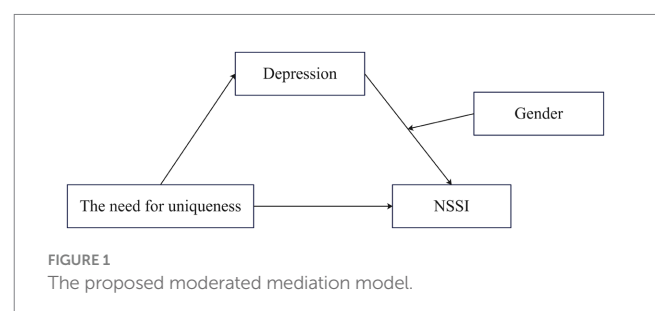 Depression
Gender
The need for uniqueness
NSSI
FIGURE 1
The proposed moderated mediation model.